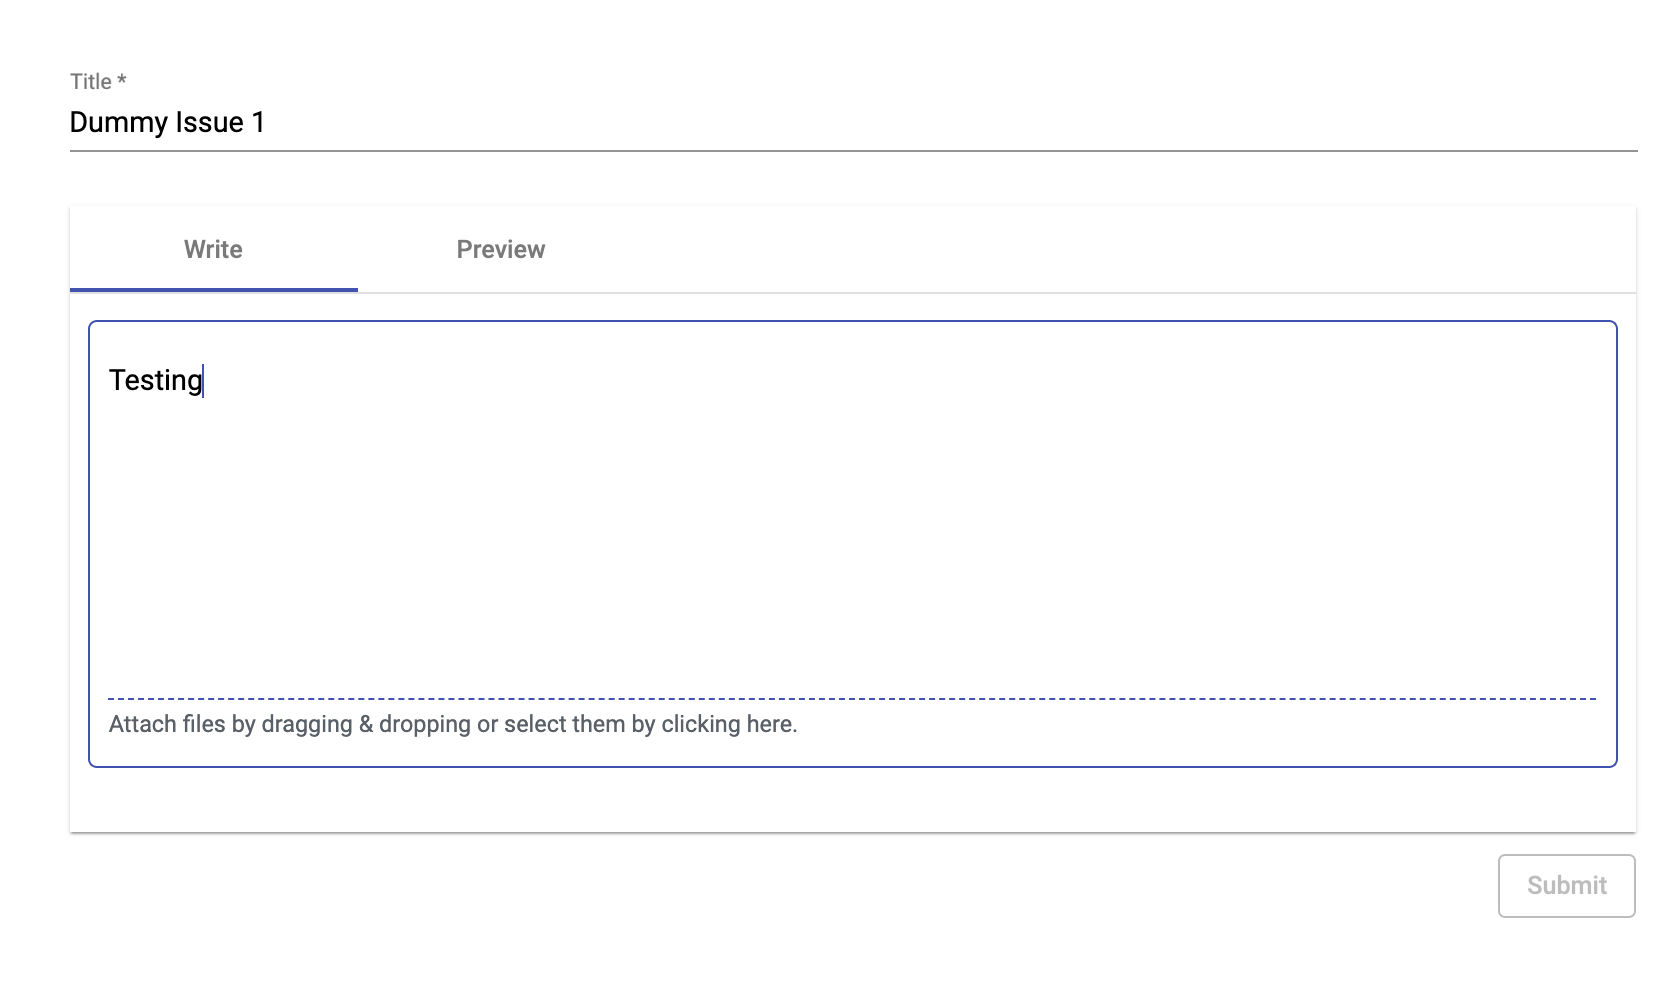 Title *
Dummy Issue 1
Write Preview
Testing
Attach files by dragging & dropping or select them by clicking here.
Submit